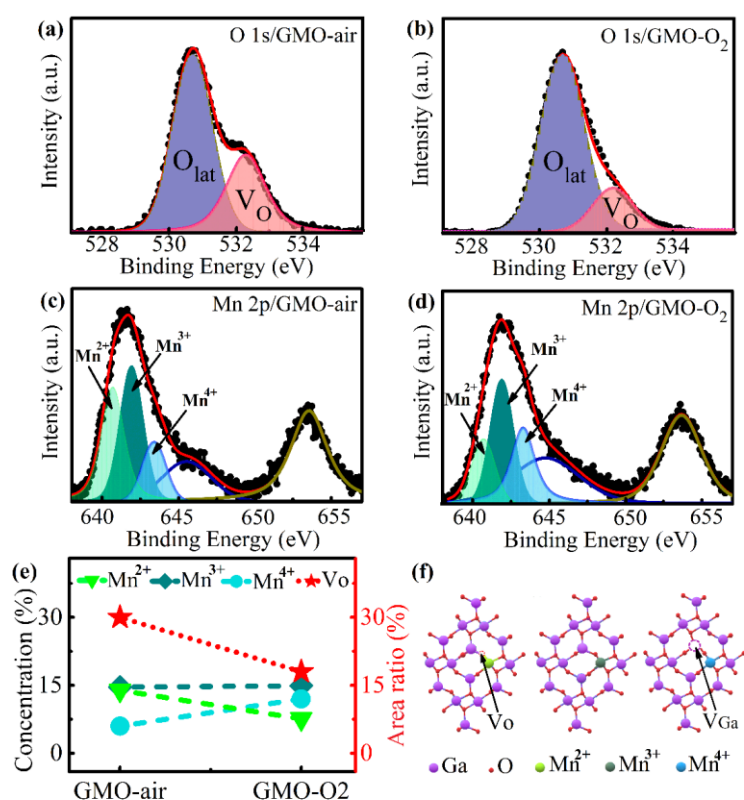 (a) O 1s/GMO-air
Intensity (a.u.)
O_lat
V_O
528 530 532 534
Binding Energy (eV)
(b) O 1s/GMO-O₂
Intensity (a.u.)
O_lat
V_O
528 530 532 534
Binding Energy (eV)
(c) Mn 2p/GMO-air
Intensity (a.u.)
Mn²⁺
Mn³⁺
Mn⁴⁺
640 645 650 655
Binding Energy (eV)
(d) Mn 2p/GMO-O₂
Intensity (a.u.)
Mn²⁺
Mn³⁺
Mn⁴⁺
640 645 650 655
Binding Energy (eV)
(e) Mn²⁺ Mn³⁺ Mn⁴⁺ Vo
Concentration (%)
30
15
0
Area ratio (%)
30
15
0
GMO-air GMO-O2
(f)
Vo
VGa
Ga O Mn²⁺ Mn³⁺ Mn⁴⁺